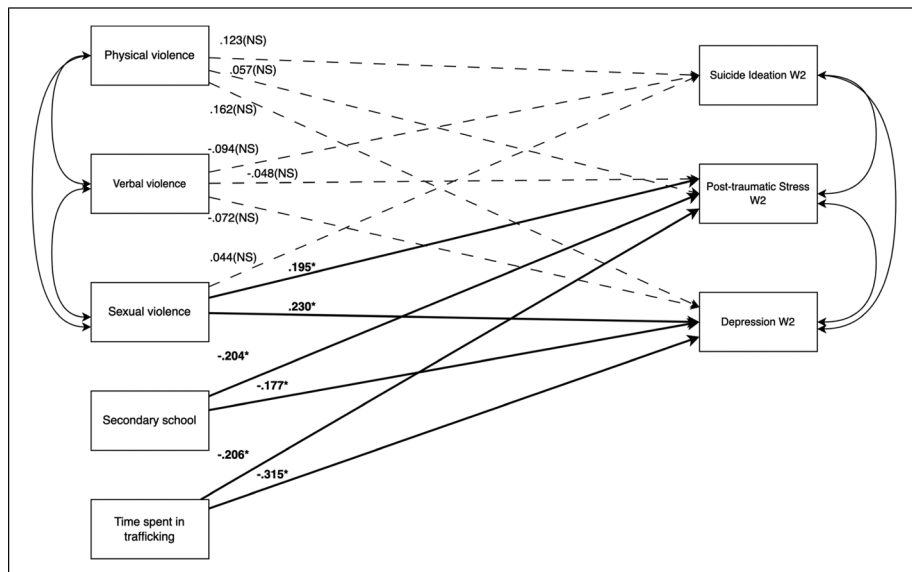 Physical violence
.123(NS)
.057(NS)
.162(NS)
Suicide Ideation W2
Verbal violence
-.094(NS)
-.048(NS)
-.072(NS)
Post-traumatic Stress
W2
Sexual violence
.044(NS)
.195*
.230*
Depression W2
Secondary school
-.204*
-.177*
Time spent in
trafficking
-.206*
-.315*